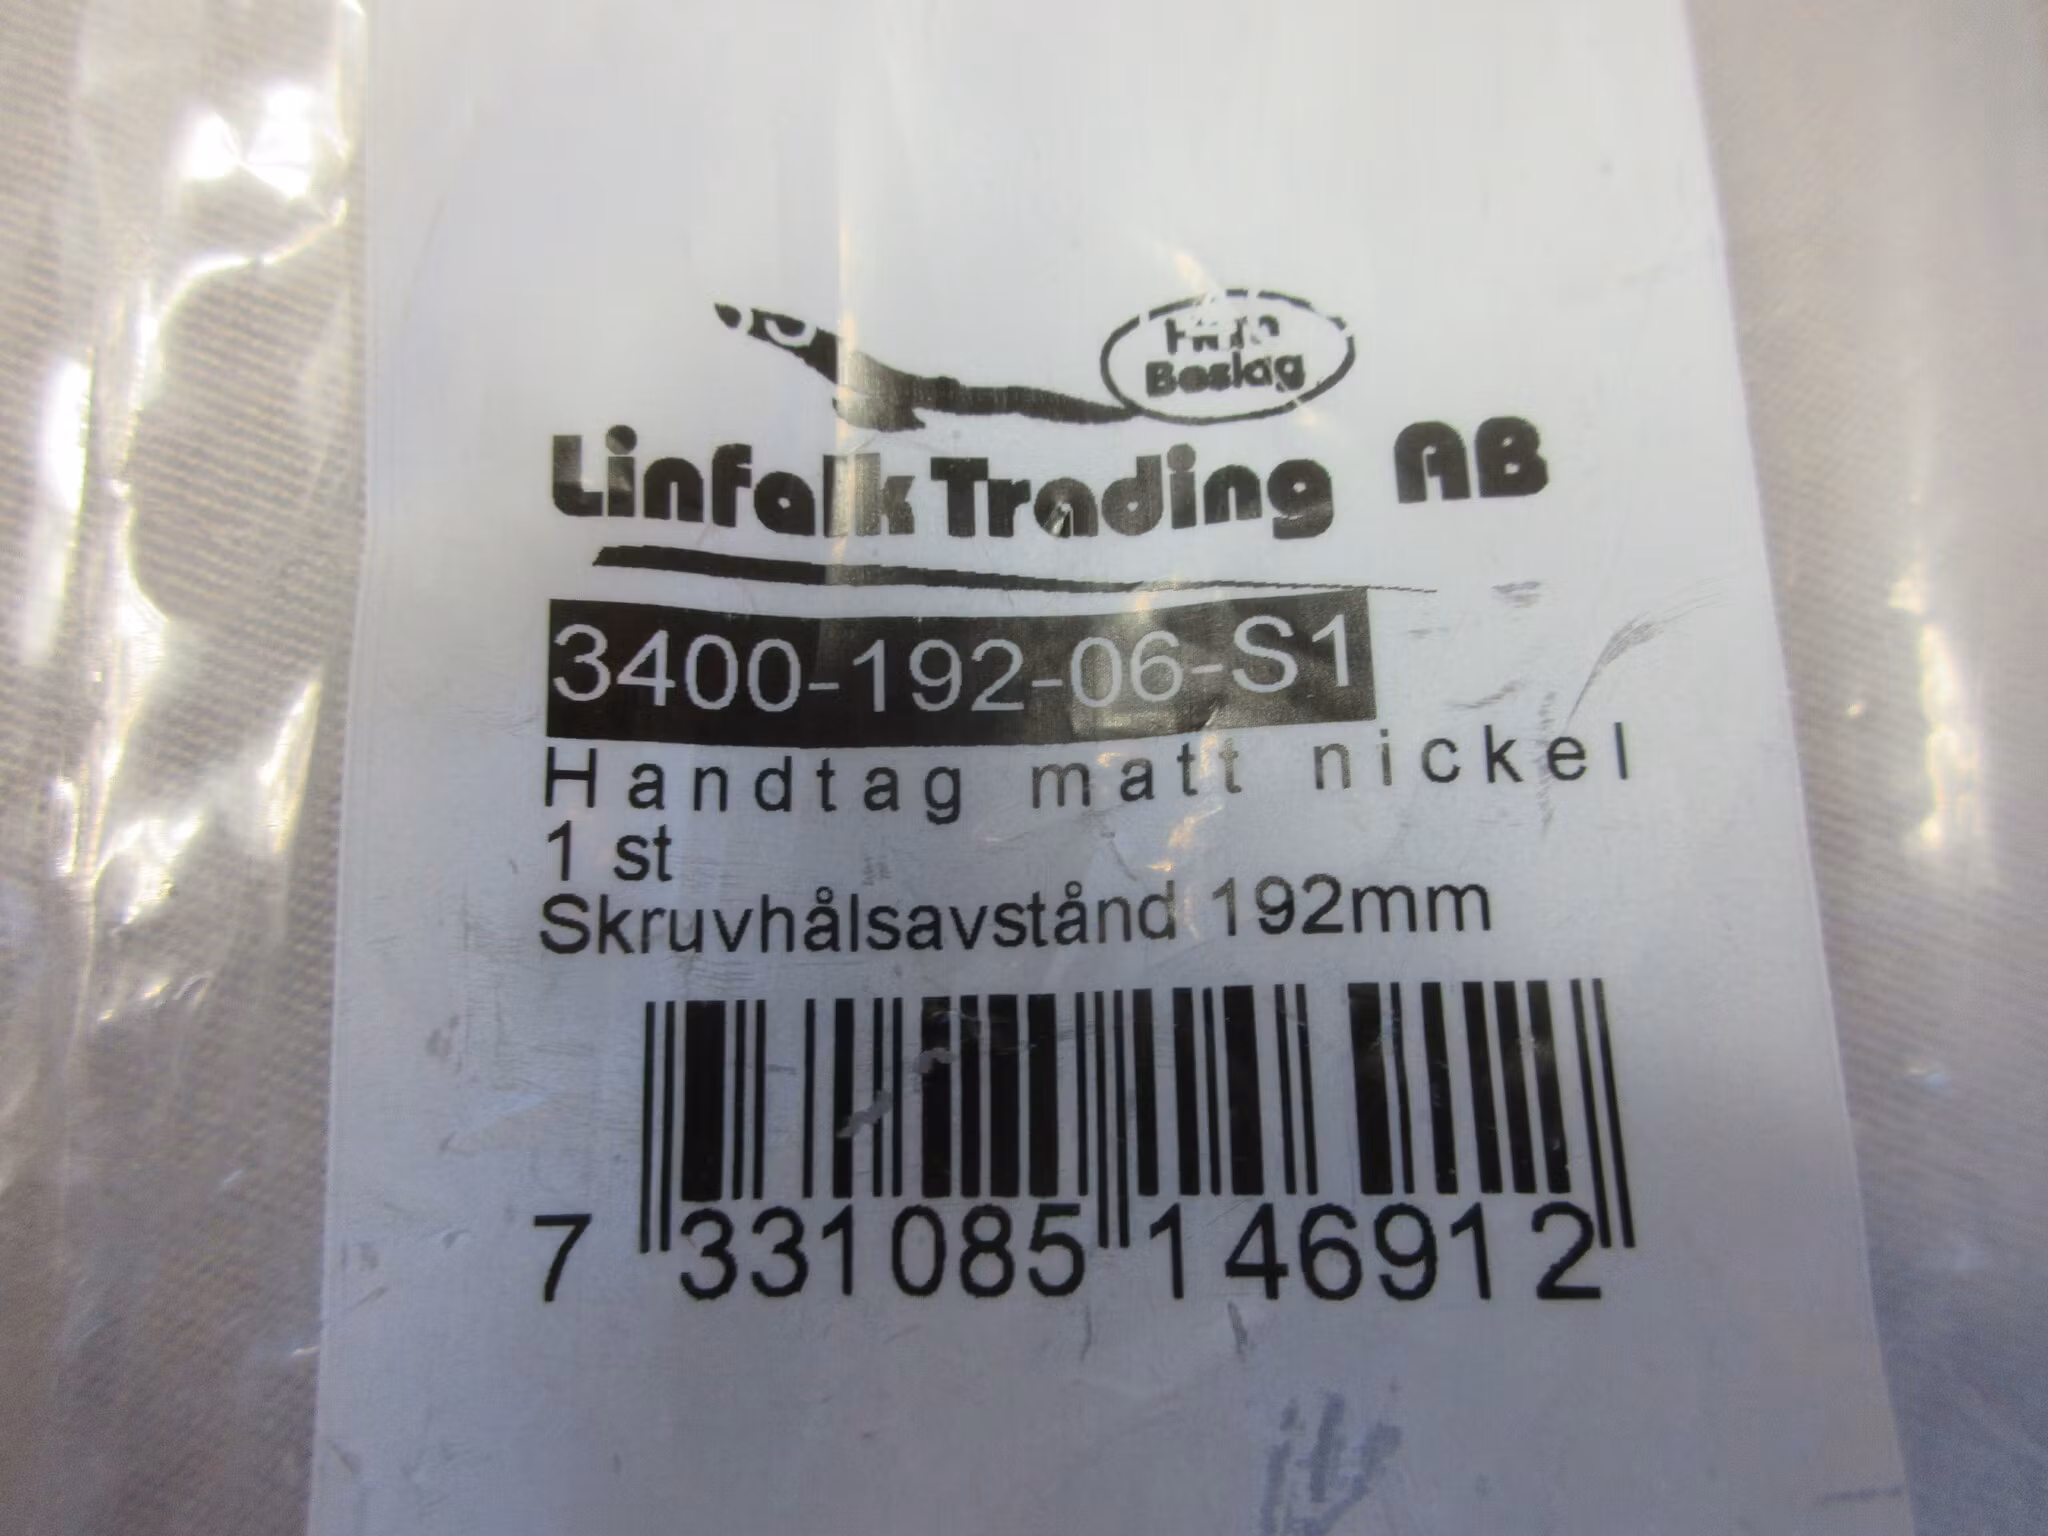 Beslag
Linfalk Trading AB
3400-192-06-S1
Handtag matt nickel
1 st
Skruvhålsavstånd 192mm
7 331085 146912